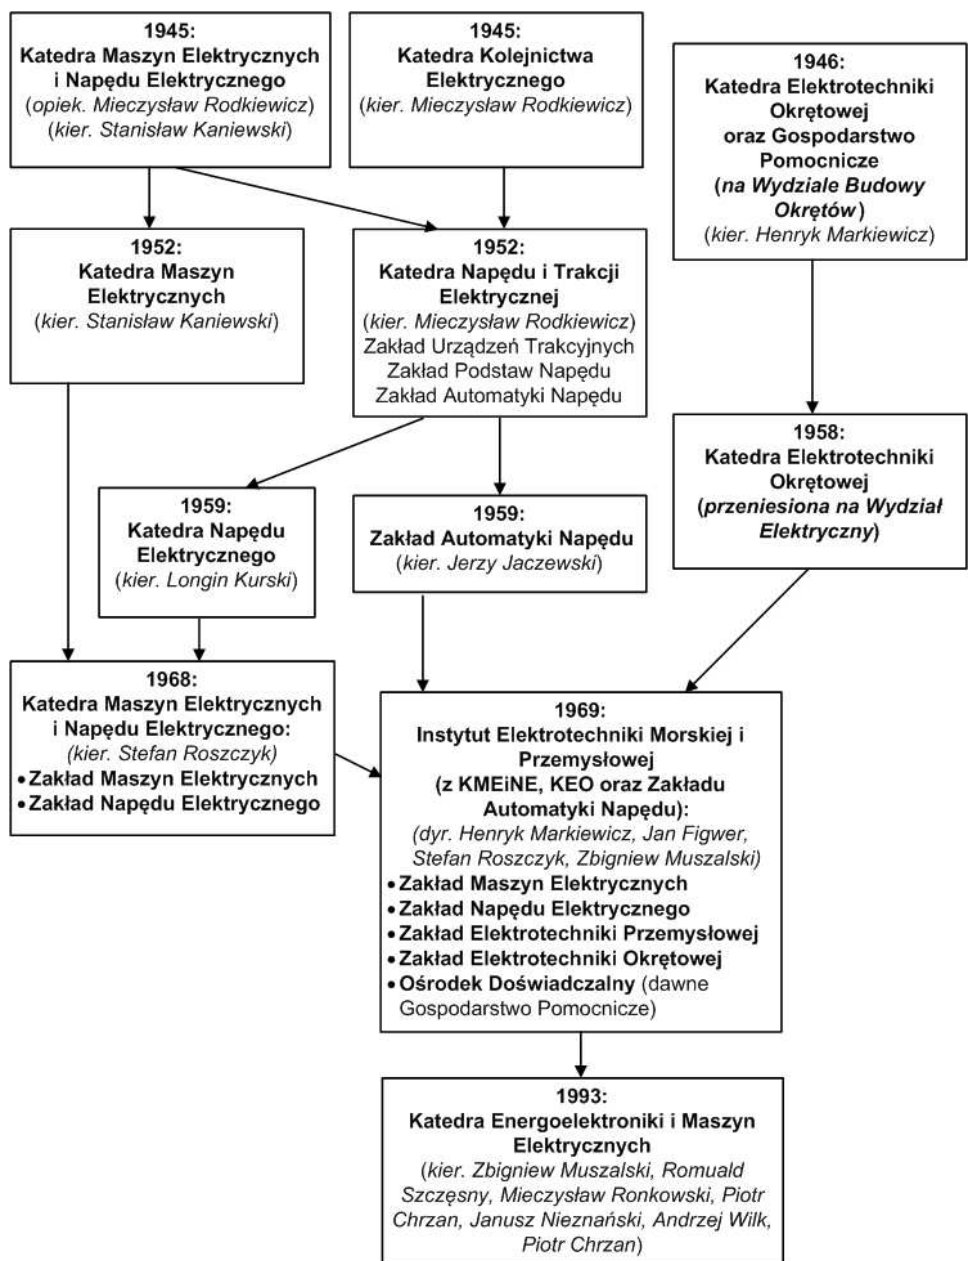 1945:
Katedra Maszyn Elektrycznych
i Napędu Elektrycznego
(opiek. Mieczysław Rodkiewicz)
(kier. Stanisław Kaniewski)
1945:
Katedra Kolejnictwa
Elektrycznego
(kier. Mieczysław Rodkiewicz)
1946:
Katedra Elektrotechniki
Okrętowej
oraz Gospodarstwo
Pomocnicze
(na Wydziale Budowy
Okrętów)
(kier. Henryk Markiewicz)
1952:
Katedra Maszyn
Elektrycznych
(kier. Stanisław Kaniewski)
1952:
Katedra Napędu i Trakcji
Elektrycznej
(kier. Mieczysław Rodkiewicz)
Zakład Urządzeń Trakcyjnych
Zakład Podstaw Napędu
Zakład Automatyki Napędu
1958:
Katedra Elektrotechniki
Okrętowej
(przeniesiona na Wydział
Elektryczny)
1959:
Katedra Napędu
Elektrycznego
(kier. Longin Kurski)
1959:
Zakład Automatyki Napędu
(kier. Jerzy Jaczewski)
1968:
Katedra Maszyn Elektrycznych
i Napędu Elektrycznego:
(kier. Stefan Roszczyk)
• Zakład Maszyn Elektrycznych
• Zakład Napędu Elektrycznego
1969:
Instytut Elektrotechniki Morskiej i
Przemysłowej
(z KMEiNE, KEO oraz Zakładu
Automatyki Napędu):
(dyr. Henryk Markiewicz, Jan Figwer,
Stefan Roszczyk, Zbigniew Muszalski)
• Zakład Maszyn Elektrycznych
• Zakład Napędu Elektrycznego
• Zakład Elektrotechniki Przemysłowej
• Zakład Elektrotechniki Okrętowej
• Ośrodek Doświadczalny (dawne
Gospodarstwo Pomocnicze)
1993:
Katedra Energoelektroniki i Maszyn
Elektrycznych
(kier. Zbigniew Muszalski, Romuald
Szczęsny, Mieczysław Ronkowski, Piotr
Chrzan, Janusz Nieznański, Andrzej Wilk,
Piotr Chrzan)